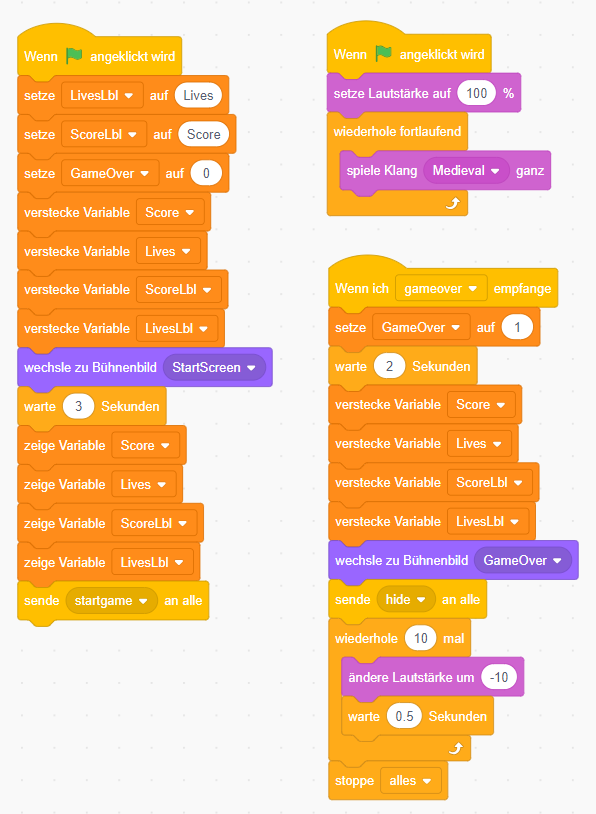 Wenn angeklickt wird
setze LivesLbl auf Lives
setze ScoreLbl auf Score
setze GameOver auf 0
verstecke Variable Score
verstecke Variable Lives
verstecke Variable ScoreLbl
verstecke Variable LivesLbl
wechsle zu Bühnenbild StartScreen
warte 3 Sekunden
zeige Variable Score
zeige Variable Lives
zeige Variable ScoreLbl
zeige Variable LivesLbl
sende startgame an alle
Wenn angeklickt wird
setze Lautstärke auf 100 %
wiederhole fortlaufend
spiele Klang Medieval ganz
Wenn ich gameover empfange
setze GameOver auf 1
warte 2 Sekunden
verstecke Variable Score
verstecke Variable Lives
verstecke Variable ScoreLbl
verstecke Variable LivesLbl
wechsle zu Bühnenbild GameOver
sende hide an alle
wiederhole 10 mal
ändere Lautstärke um -10
warte 0.5 Sekunden
stoppe alles